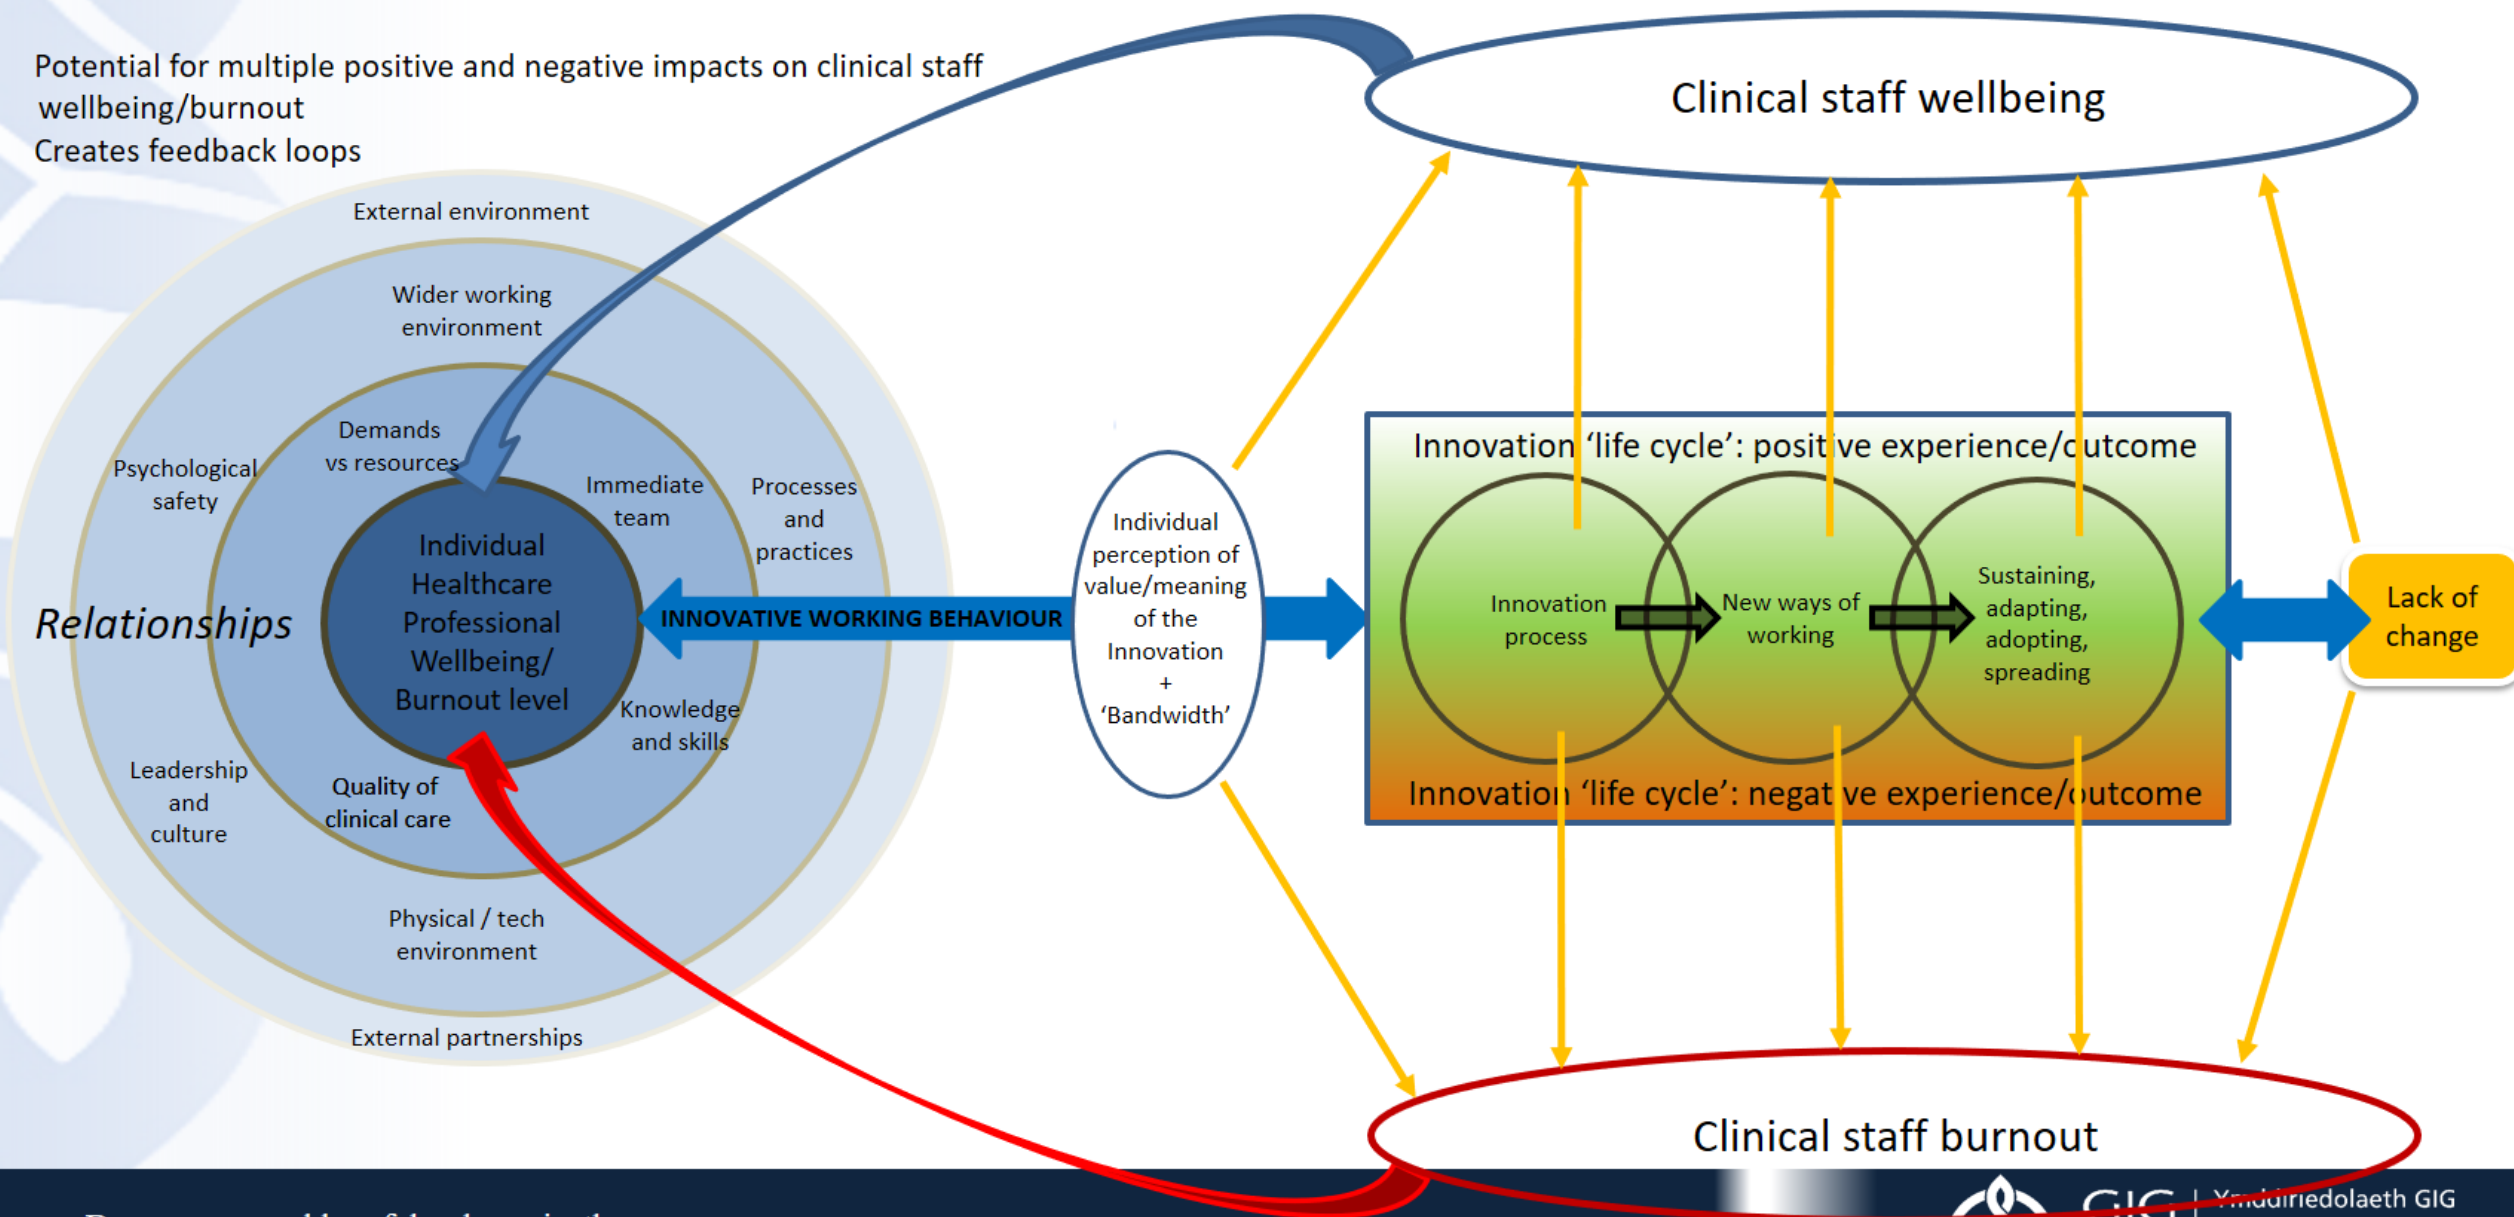 Potential for multiple positive and negative impacts on clinical staff
wellbeing/burnout
Creates feedback loops
Clinical staff wellbeing
External environment
Wider working
environment
Demands
vs resources
Psychological
safety
Immediate
team
Processes
and
practices
Individual
Healthcare
Professional
Wellbeing/
Burnout level
Relationships
INNOVATIVE WORKING BEHAVIOUR
Knowledge
and skills
Leadership
and
culture
Quality of
clinical care
Physical / tech
environment
External partnerships
Individual
perception of
value/meaning
of the
Innovation
+
‘Bandwidth’
Innovation ‘life cycle’: positive experience/outcome
Innovation
process
New ways of
working
Sustaining,
adapting,
adopting,
spreading
Innovation ‘life cycle’: negative experience/outcome
Lack of
change
Clinical staff burnout
GIG
Ymddiriedolaeth GIG